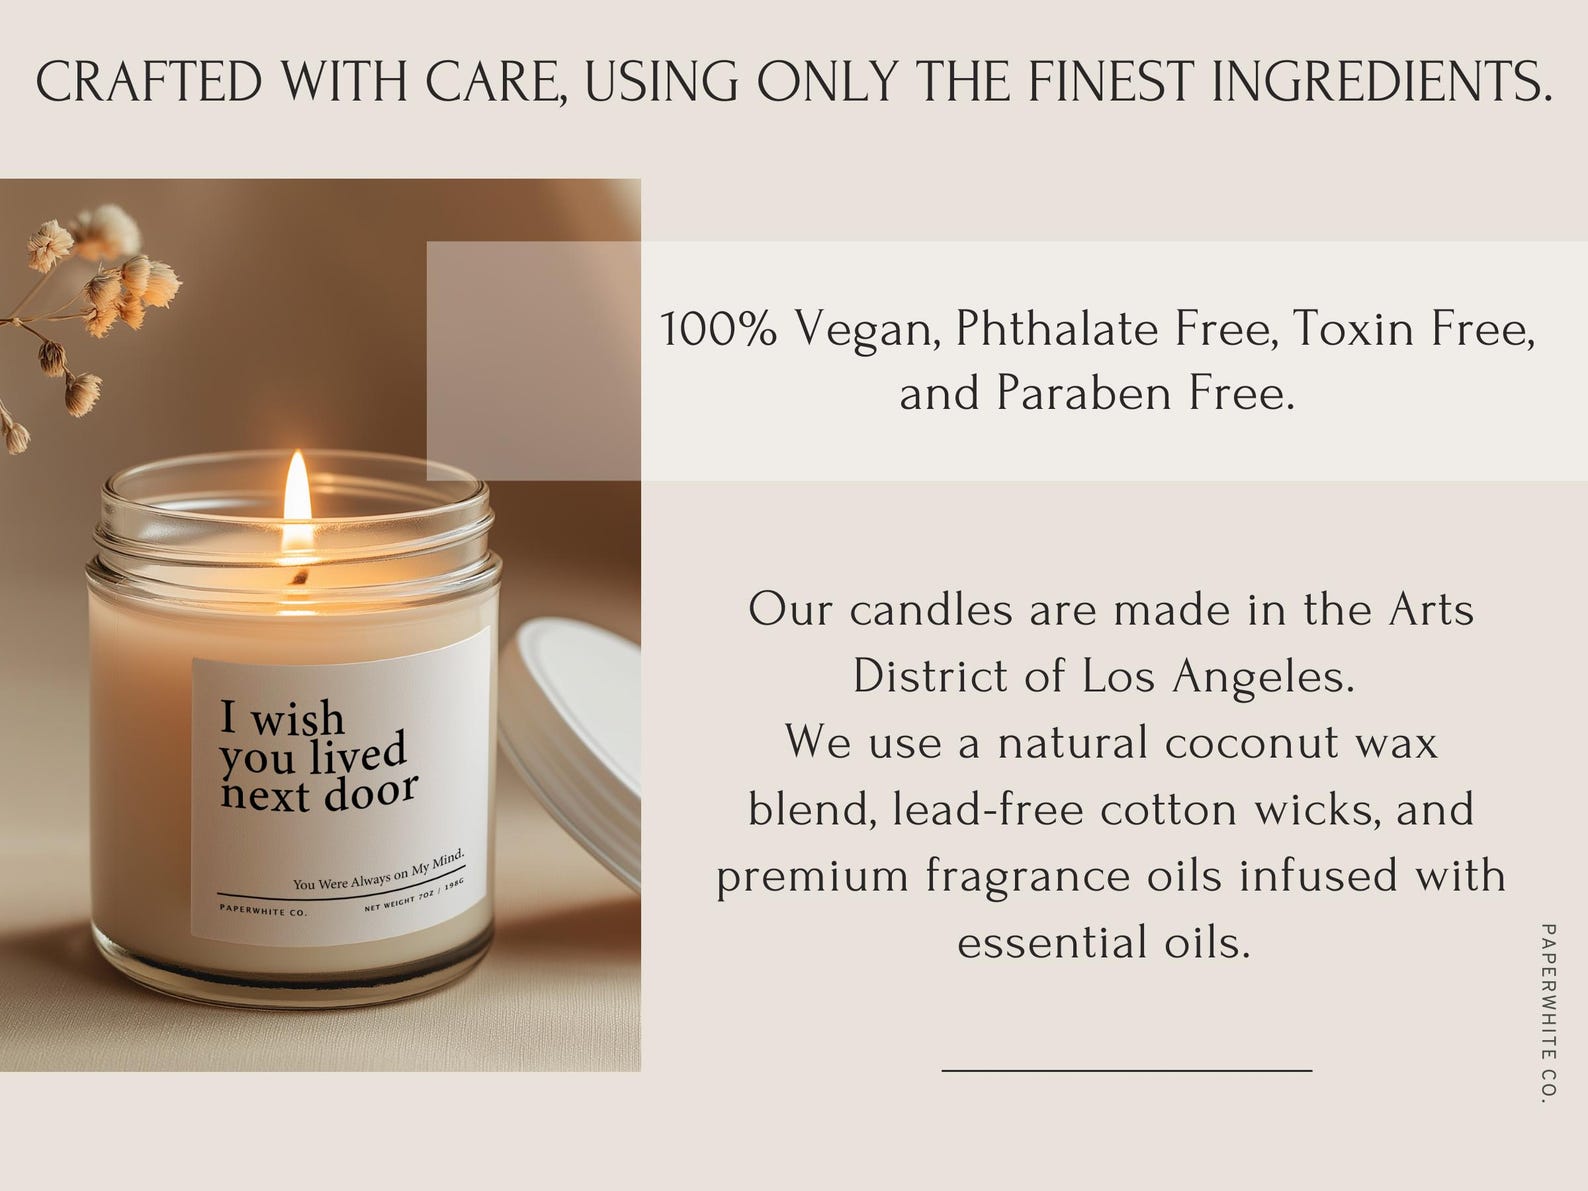 CRAFTED WITH CARE, USING ONLY THE FINEST INGREDIENTS.
100% Vegan, Phthalate Free, Toxin Free,
and Paraben Free.
I wish
you lived
next door
You Were Always on My Mind.
PAPERWHITE CO.
NET WEIGHT 7OZ / 198G
Our candles are made in the Arts
District of Los Angeles.
We use a natural coconut wax
blend, lead-free cotton wicks, and
premium fragrance oils infused with
essential oils.
PAPERWHITE CO.